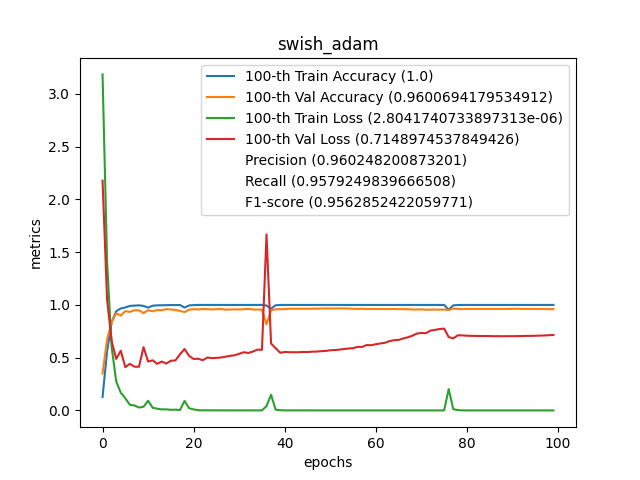 swish_adam
100-th Train Accuracy (1.0)
100-th Val Accuracy (0.9600694179534912)
100-th Train Loss (2.8041740733897313e-06)
100-th Val Loss (0.7148974537849426)
Precision (0.960248200873201)
Recall (0.9579249839666508)
F1-score (0.9562852422059771)
metrics
3.0
2.5
2.0
1.5
1.0
0.5
0.0
0 20 40 60 80 100
epochs